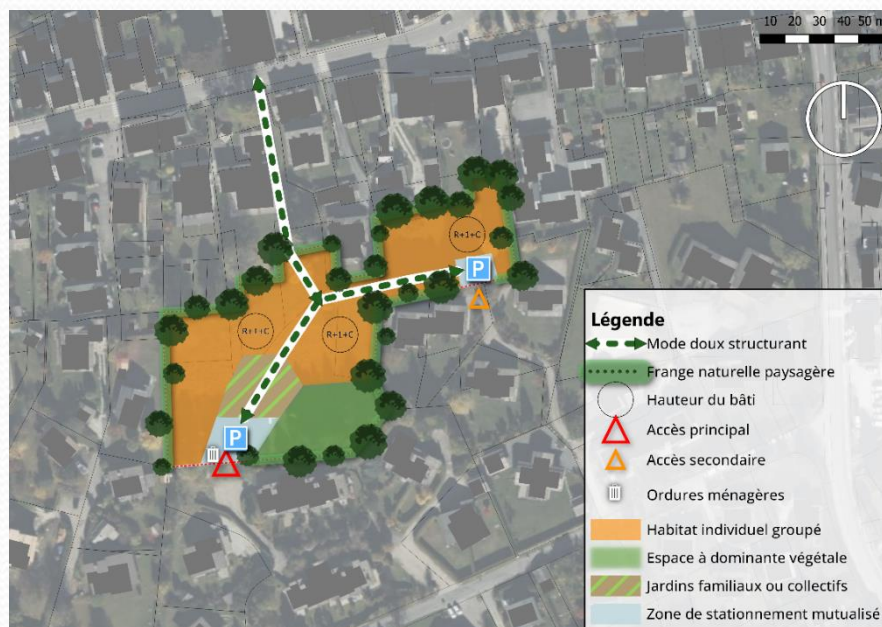 10 20 30 40 50 m
R+1+C
P
R+1+C
R+1+C
P
Légende
Mode doux structurant
Frange naturelle paysagère
Hauteur du bâti
Accès principal
Accès secondaire
Ordures ménagères
Habitat individuel groupé
Espace à dominante végétale
Jardins familiaux ou collectifs
Zone de stationnement mutualisé